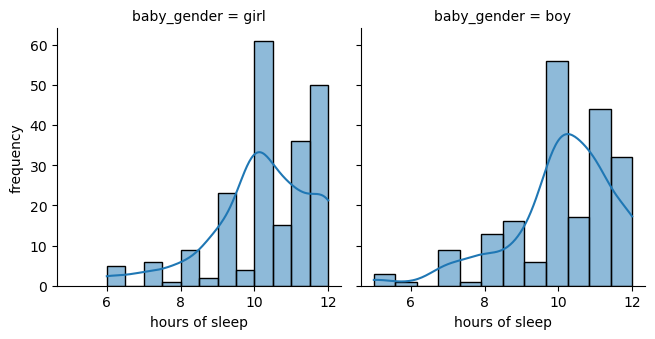 baby_gender = girl
baby_gender = boy
60
50
40
30
20
10
0
frequency
6 8 10 12
6 8 10 12
hours of sleep
hours of sleep